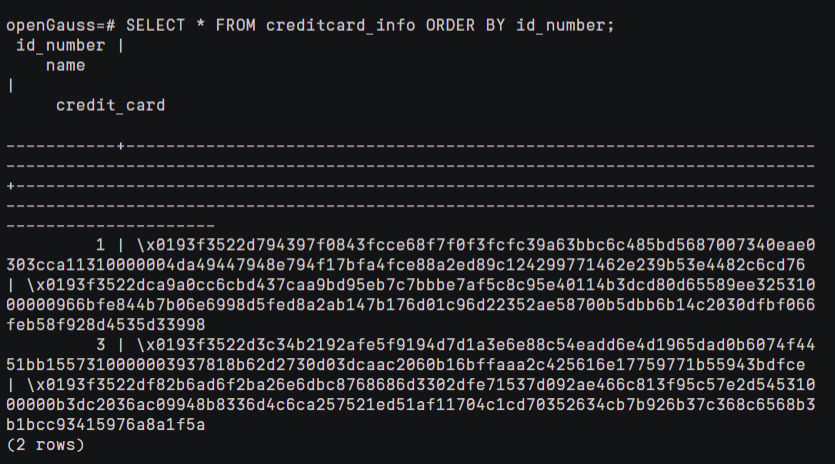 openGauss=# SELECT * FROM creditcard_info ORDER BY id_number;
 id_number |
    name
|
     credit_card

-----------+---------------------------------------------------------------------
---------------------------------------------------------------------------------
+--------------------------------------------------------------------------------
---------------------------------------------------------------------------------
---------------------
         1 | \x0193f3522d794397f0843fcce68f7f0f3fcfc39a63bbc6c485bd5687007340eae0
303cca11310000004da49447948e794f17bfa4fce88a2ed89c124299771462e239b53e4482c6cd76
| \x0193f3522dca9a0cc6cbd437caa9bd95eb7c7bbbe7af5c8c95e40114b3dcd80d65589ee325310
00000966bfe844b7b06e6998d5fed8a2ab147b176d01c96d22352ae58700b5dbb6b14c2030dfbf066
feb58f928d4535d33998
         3 | \x0193f3522d3c34b2192afe5f9194d7d1a3e6e88c54eadd6e4d1965dad0b6074f44
51bb1557310000003937818b62d2730d03dcaac2060b16bffaaa2c425616e17759771b55943bdfce
| \x0193f3522df82b6ad6f2ba26e6dbc8768686d3302dfe71537d092ae466c813f95c57e2d545310
00000b3dc2036ac09948b8336d4c6ca257521ed51af11704c1cd70352634cb7b926b37c368c6568b3
b1bcc93415976a8a1f5a
(2 rows)